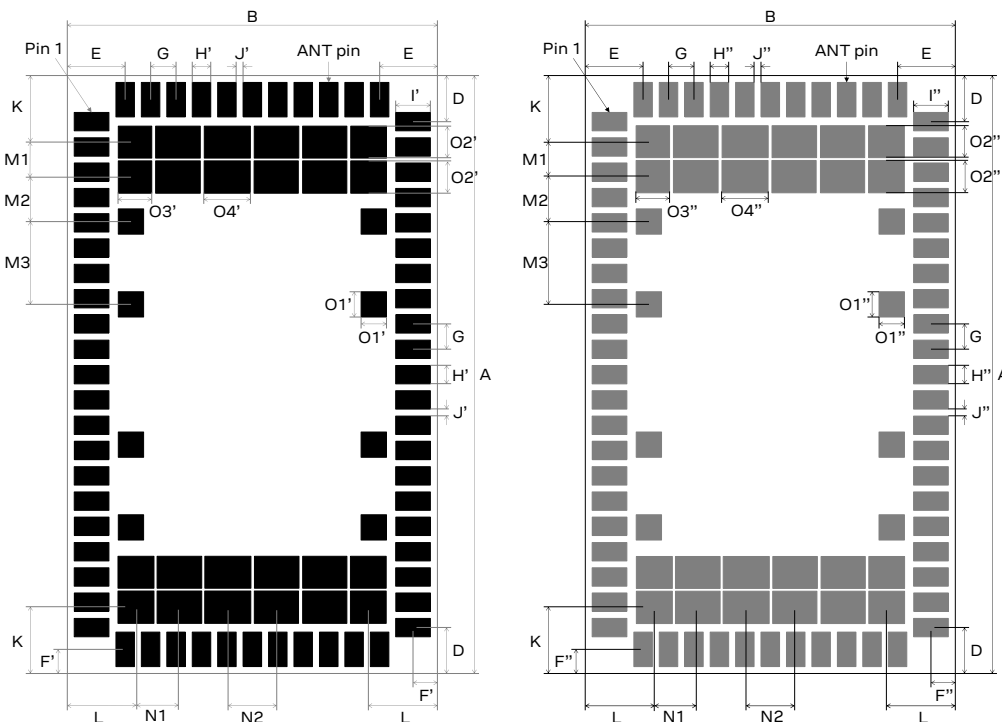 B
Pin 1
E
G
H'
J'
ANT pin
E
K
I'
D
O2'
M1
O2'
M2
O3'
O4'
M3
O1'
O1'
G
H'
A
J'
K
F'
D
F'
L
N1
N2
L
B
Pin 1
E
G
H"
J"
ANT pin
E
K
I"
D
O2"
M1
O2"
M2
O3"
O4"
M3
O1"
O1"
G
H"
A
J"
K
F"
D
F"
L
N1
N2
L